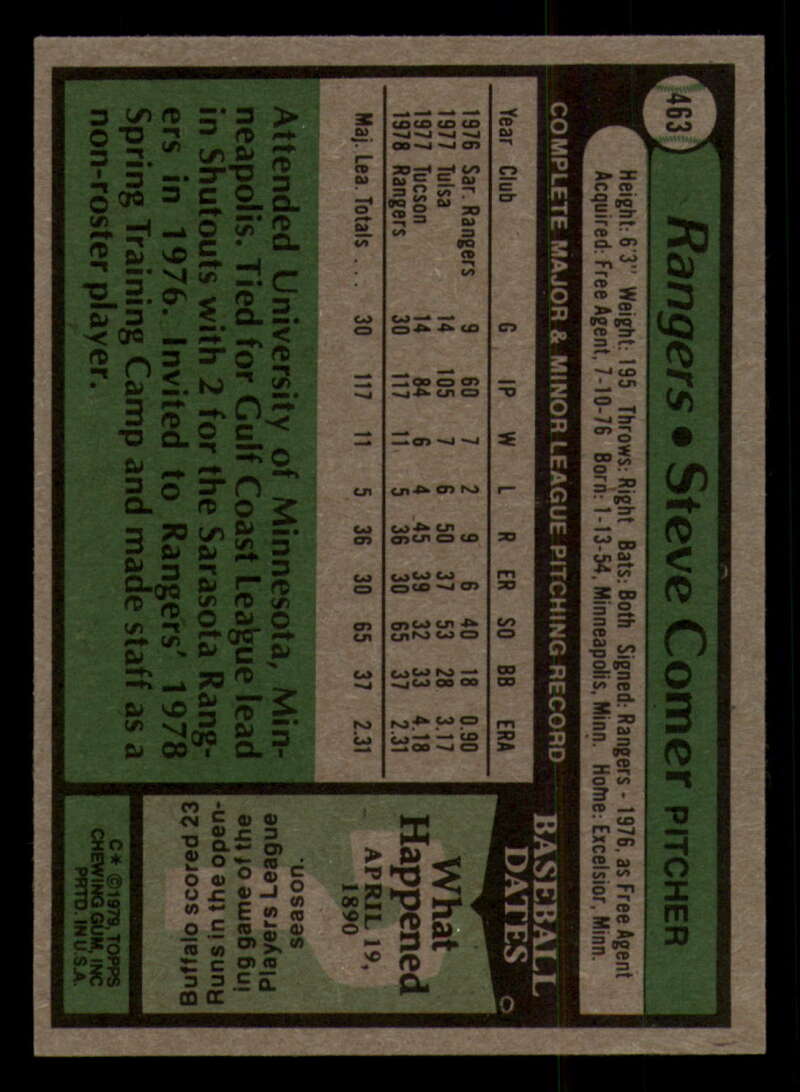 463
Rangers • Steve Comer PITCHER
Height: 6'3" Weight: 195 Throws: Right Bats: Both Signed: Rangers - 1976, as Free Agent
Acquired: Free Agent, 7-10-76 Born: 1-13-54, Minneapolis, Minn. Home: Excelsior, Minn.
COMPLETE MAJOR & MINOR LEAGUE PITCHING RECORD
Year Club G IP W L R ER SO BB ERA
1976 Sar. Rangers 9 60 7 2 9 6 40 18 0.90
1977 Tulsa 14 105 7 6 50 37 53 28 3.17
1977 Tucson 14 84 6 4 45 39 32 33 4.18
1978 Rangers 30 117 11 5 36 30 65 37 2.31
Maj. Lea. Totals ... 30 117 11 5 36 30 65 37 2.31
Attended University of Minnesota, Min-
neapolis. Tied for Gulf Coast League lead
in Shutouts with 2 for the Sarasota Rang-
ers in 1976. Invited to Rangers' 1978
Spring Training Camp and made staff as a
non-roster player.
BASEBALL
DATES
What
Happened
APRIL 19,
1890
Buffalo scored 23
Runs in the open-
ing game of the
Players League
season.
C* ©1979, TOPPS
CHEWING GUM, INC
PRTD. IN U.S.A.